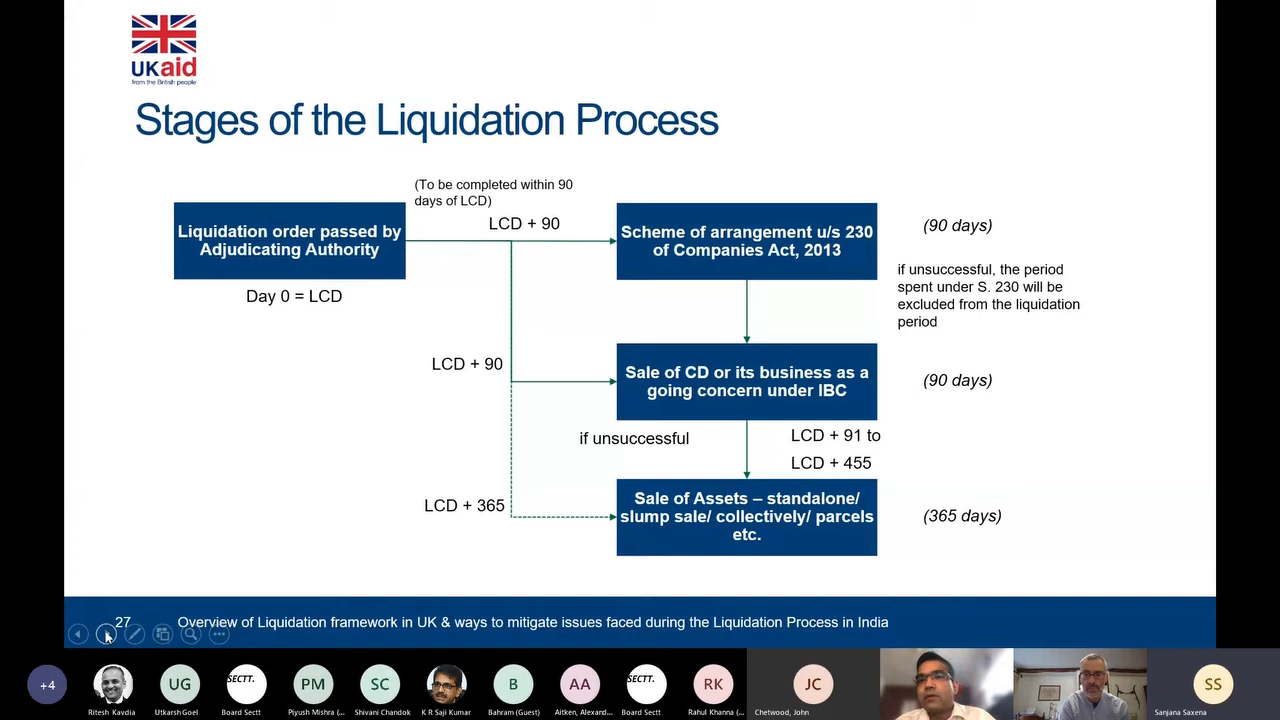 UKaid
from the British people
Stages of the Liquidation Process
(To be completed within 90
days of LCD)
LCD + 90
Liquidation order passed by
Adjudicating Authority
Day 0 = LCD
Scheme of arrangement u/s 230
of Companies Act, 2013
(90 days)
if unsuccessful, the period
spent under S. 230 will be
excluded from the liquidation
period
LCD + 90
Sale of CD or its business as a
going concern under IBC
(90 days)
if unsuccessful
LCD + 91 to
LCD + 455
LCD + 365
Sale of Assets – standalone/
slump sale/ collectively/ parcels
etc.
(365 days)
27
Overview of Liquidation framework in UK & ways to mitigate issues faced during the Liquidation Process in India
+4
Ritesh Kavdia
UG
Utkarsh Goel
SECTT.
Board Sectt
PM
Piyush Mishra (...
SC
Shivani Chandok
K R Saji Kumar
B
Bahram (Guest)
AA
Aitken, Alexand...
SECTT.
Board Sectt
RK
Rahul Khanna (...
JC
Chetwood, John
SS
Sanjana Saxena